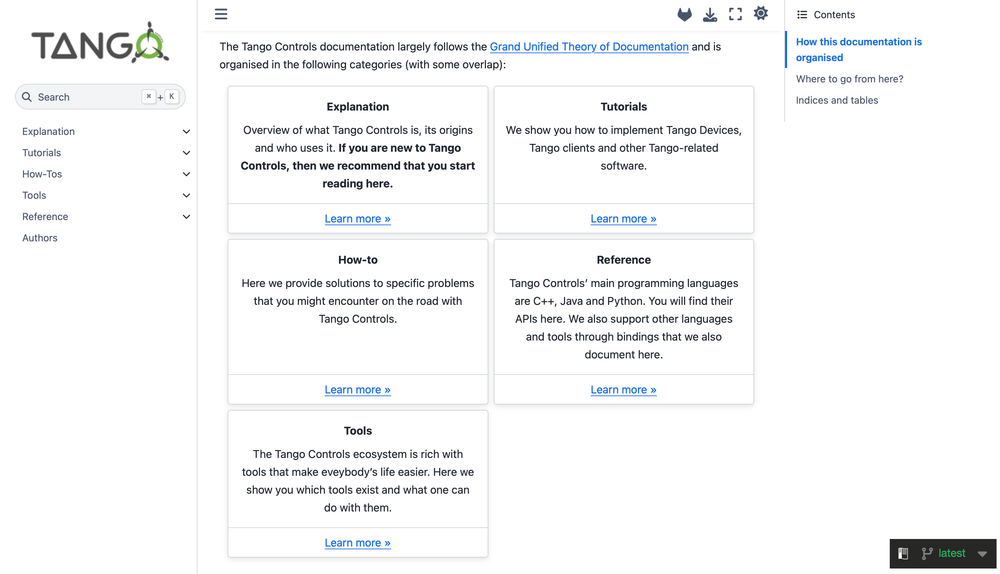 TANGO
Search
⌘ + K
Explanation
Tutorials
How-Tos
Tools
Reference
Authors
The Tango Controls documentation largely follows the Grand Unified Theory of Documentation and is
organised in the following categories (with some overlap):
Explanation
Overview of what Tango Controls is, its origins
and who uses it. If you are new to Tango
Controls, then we recommend that you start
reading here.
Learn more »
Tutorials
We show you how to implement Tango Devices,
Tango clients and other Tango-related
software.
Learn more »
How-to
Here we provide solutions to specific problems
that you might encounter on the road with
Tango Controls.
Learn more »
Reference
Tango Controls’ main programming languages
are C++, Java and Python. You will find their
APIs here. We also support other languages
and tools through bindings that we also
document here.
Learn more »
Tools
The Tango Controls ecosystem is rich with
tools that make eveybody’s life easier. Here we
show you which tools exist and what one can
do with them.
Learn more »
Contents
How this documentation is
organised
Where to go from here?
Indices and tables
latest